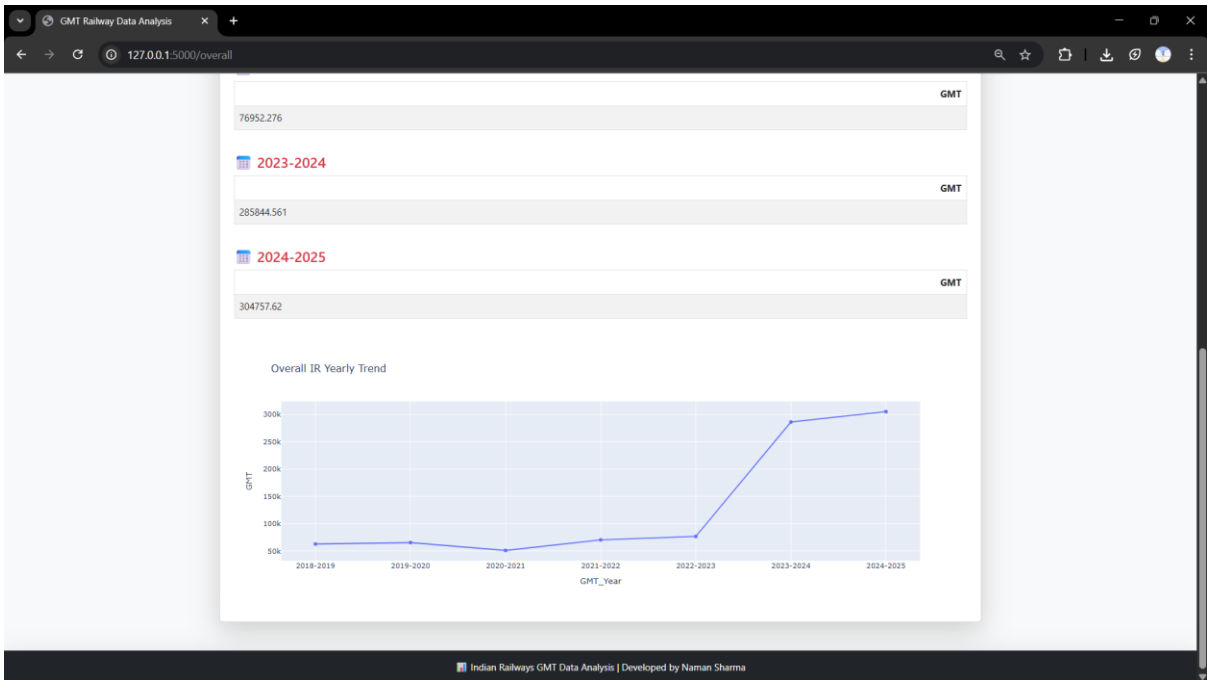 GMT Railway Data Analysis
127.0.0.1:5000/overall
GMT
76952.276
2023-2024
GMT
285844.561
2024-2025
GMT
304757.62
Overall IR Yearly Trend
300k
250k
200k
150k
100k
50k
GMT
2018-2019 2019-2020 2020-2021 2021-2022 2022-2023 2023-2024 2024-2025
GMT_Year
Indian Railways GMT Data Analysis | Developed by Naman Sharma